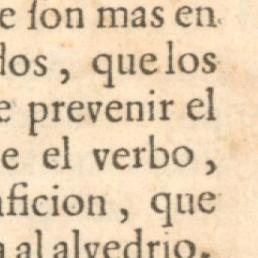 e ſon mas en
dos, que los
e prevenir el
e el verbo,
ficion, que
al alvedrio.